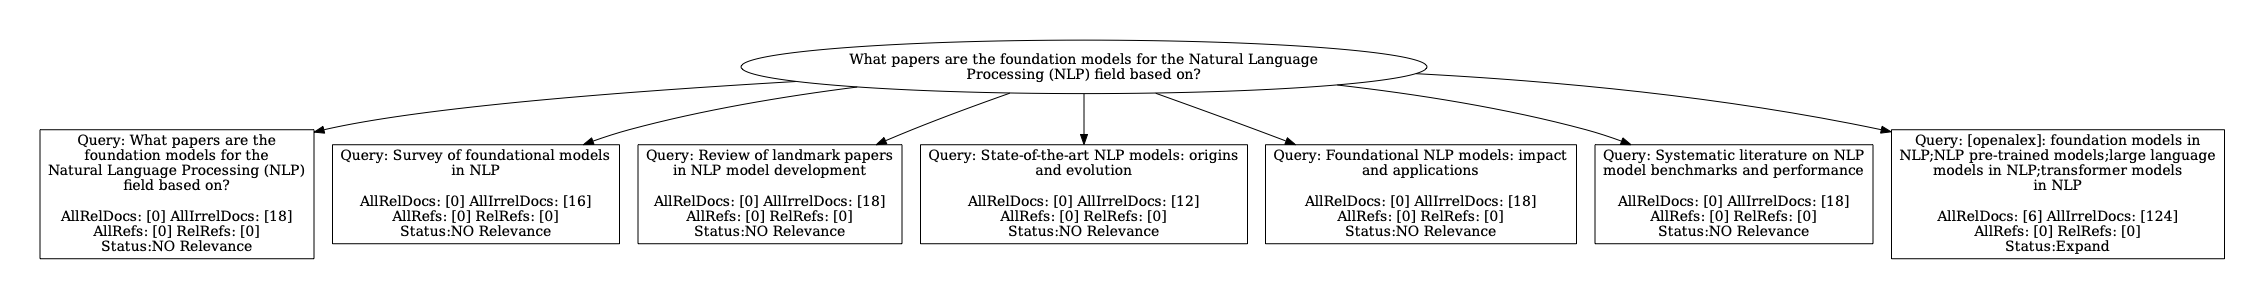 What papers are the foundation models for the Natural Language
Processing (NLP) field based on?
Query: What papers are the
foundation models for the
Natural Language Processing (NLP)
field based on?
AllRelDocs: [0] AllIrrelDocs: [18]
AllRefs: [0] RelRefs: [0]
Status:NO Relevance
Query: Survey of foundational models
in NLP
AllRelDocs: [0] AllIrrelDocs: [16]
AllRefs: [0] RelRefs: [0]
Status:NO Relevance
Query: Review of landmark papers
in NLP model development
AllRelDocs: [0] AllIrrelDocs: [18]
AllRefs: [0] RelRefs: [0]
Status:NO Relevance
Query: State-of-the-art NLP models: origins
and evolution
AllRelDocs: [0] AllIrrelDocs: [12]
AllRefs: [0] RelRefs: [0]
Status:NO Relevance
Query: Foundational NLP models: impact
and applications
AllRelDocs: [0] AllIrrelDocs: [18]
AllRefs: [0] RelRefs: [0]
Status:NO Relevance
Query: Systematic literature on NLP
model benchmarks and performance
AllRelDocs: [0] AllIrrelDocs: [18]
AllRefs: [0] RelRefs: [0]
Status:NO Relevance
Query: [openalex]: foundation models in
NLP;NLP pre-trained models;large language
models in NLP;transformer models
in NLP
AllRelDocs: [6] AllIrrelDocs: [124]
AllRefs: [0] RelRefs: [0]
Status:Expand